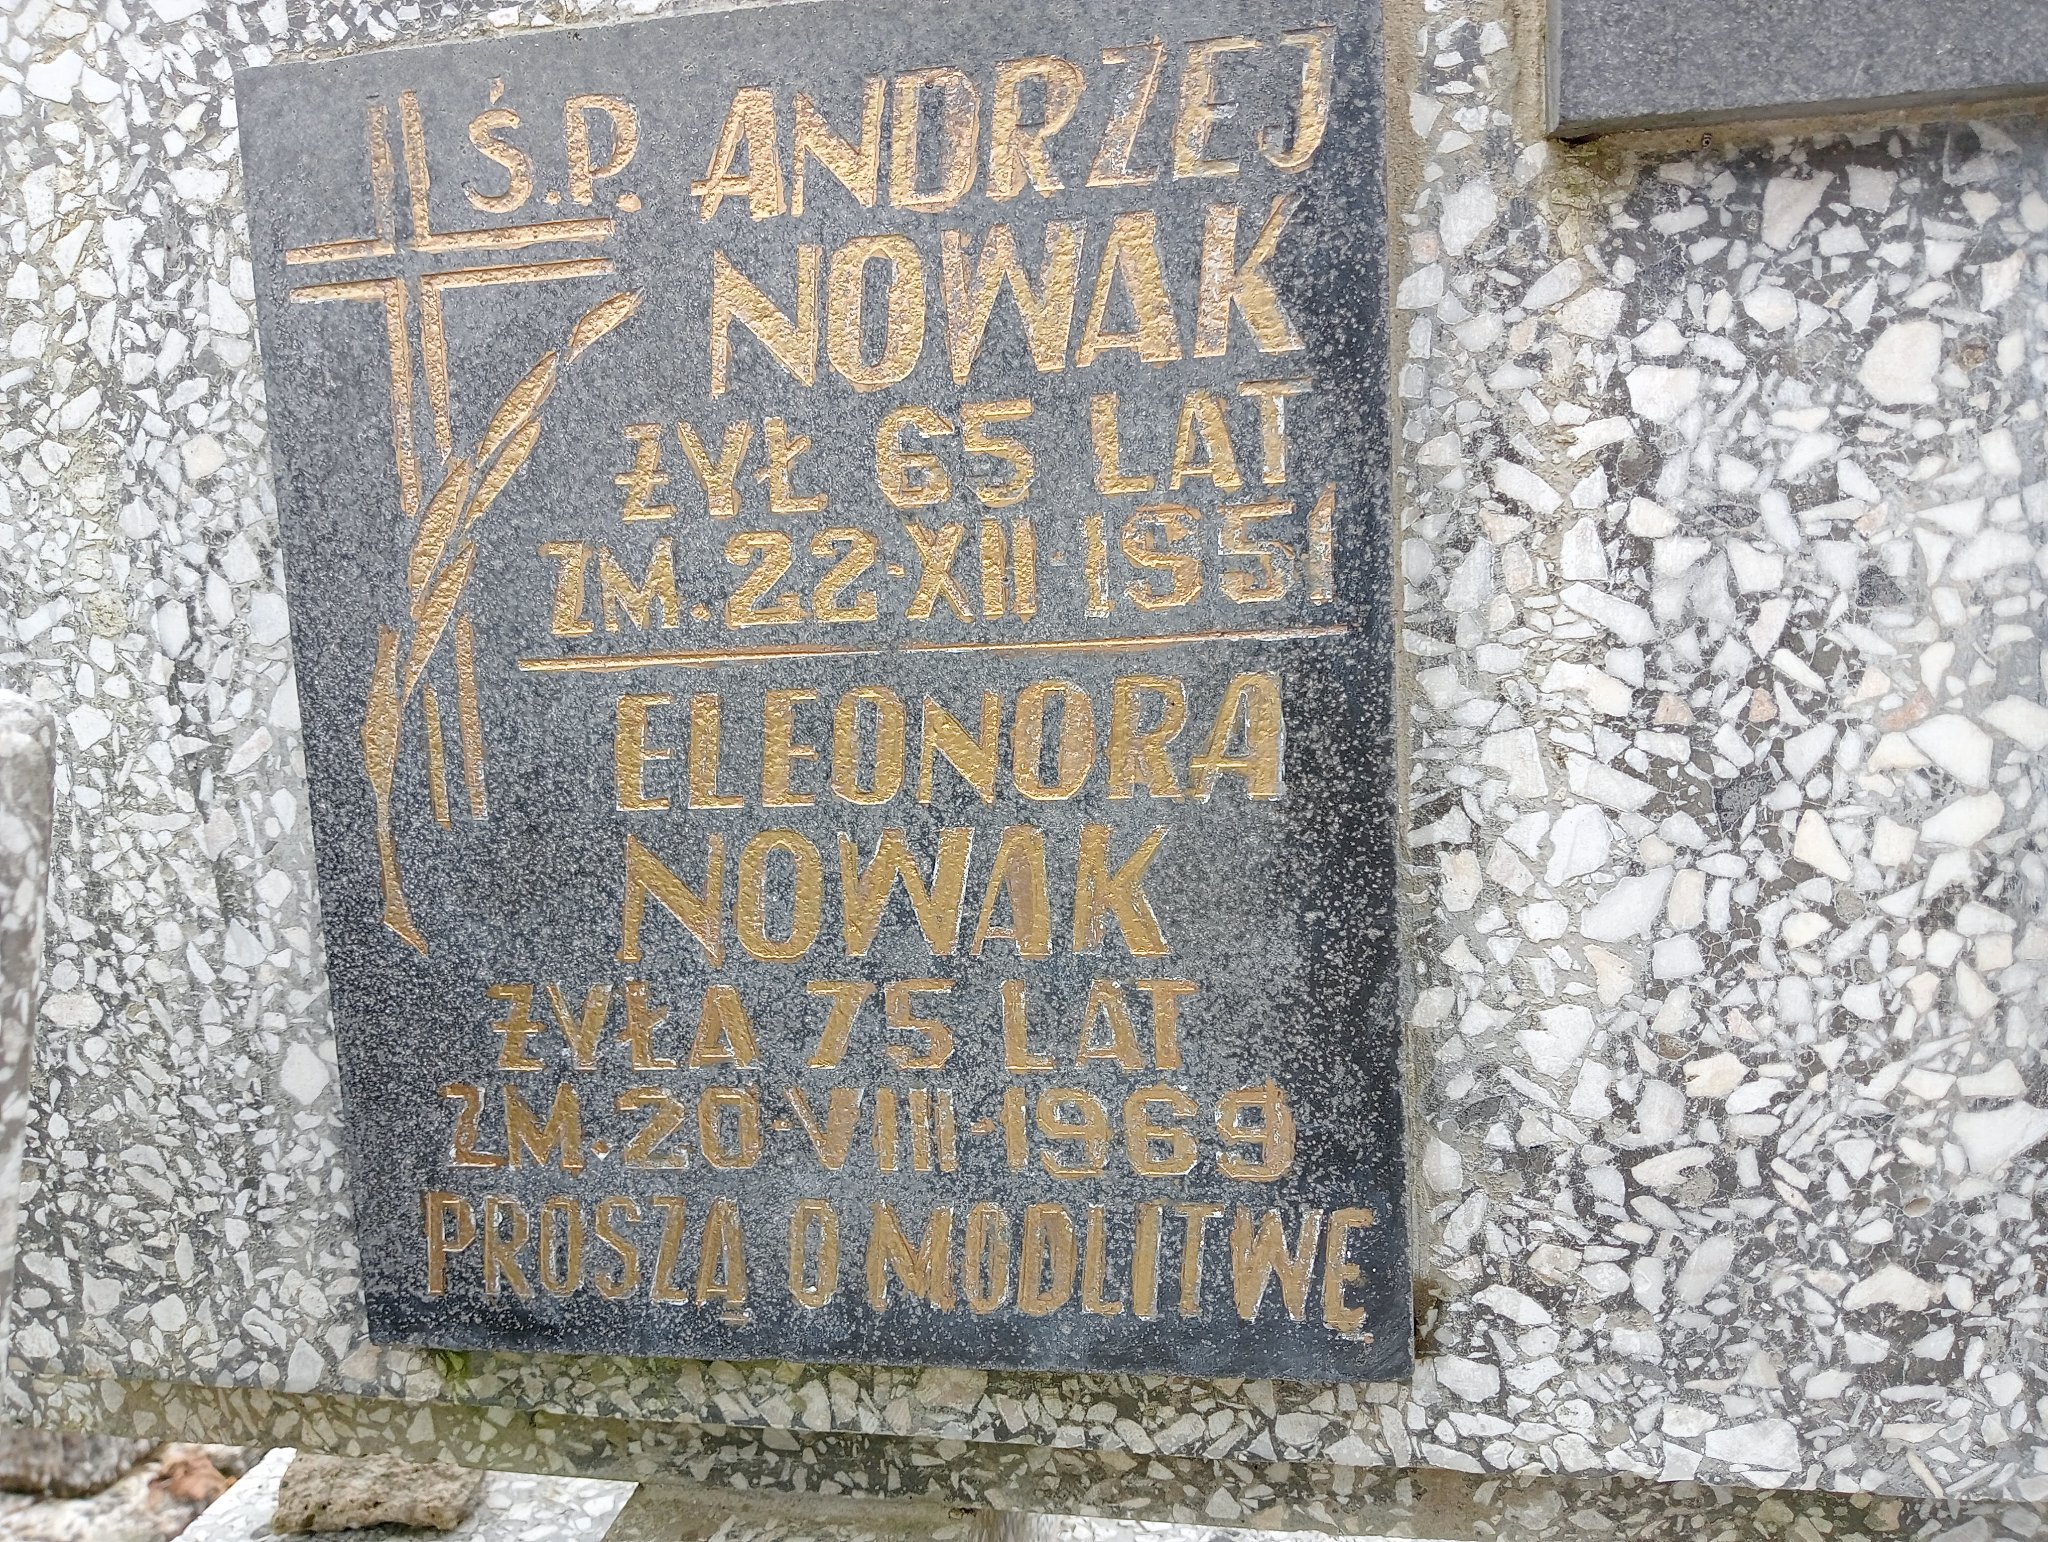 Ś.P. ANDRZEJ
NOWAK
ŻYŁ 65 LAT
ZM. 22·XII·1951
ELEONORA
NOWAK
ŻYŁA 75 LAT
ZM. 20·VIII·1969
PROSZĄ O MODLITWĘ